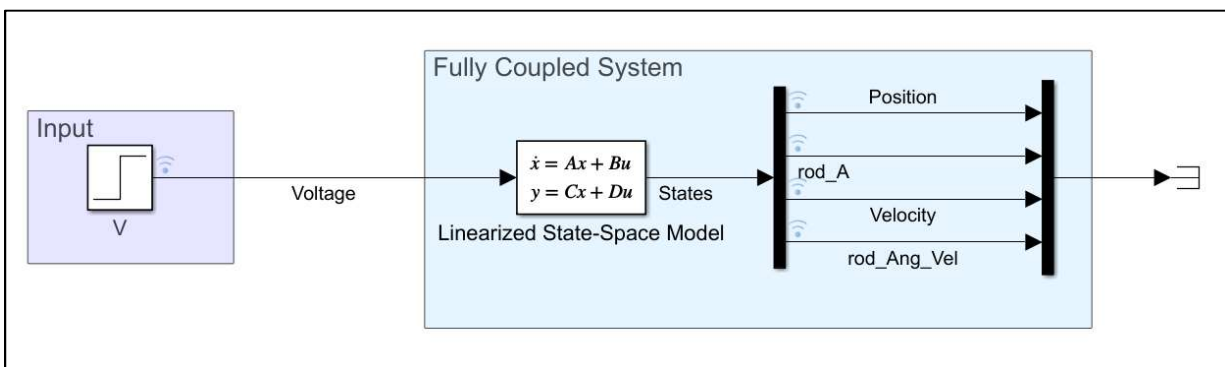 Fully Coupled System
Input
Position
ẋ = Ax + Bu
y = Cx + Du
rod_A
Voltage
States
Velocity
V
Linearized State-Space Model
rod_Ang_Vel